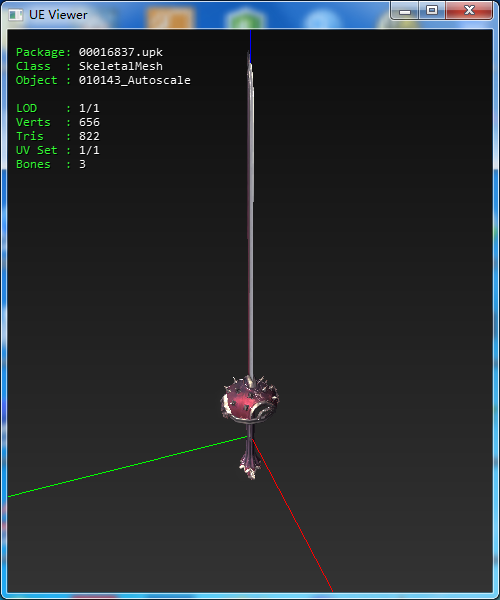 UE Viewer
Package: 00016837.upk
Class : SkeletalMesh
Object : 010143_Autoscale
LOD : 1/1
Verts : 656
Tris : 822
UV Set : 1/1
Bones : 3